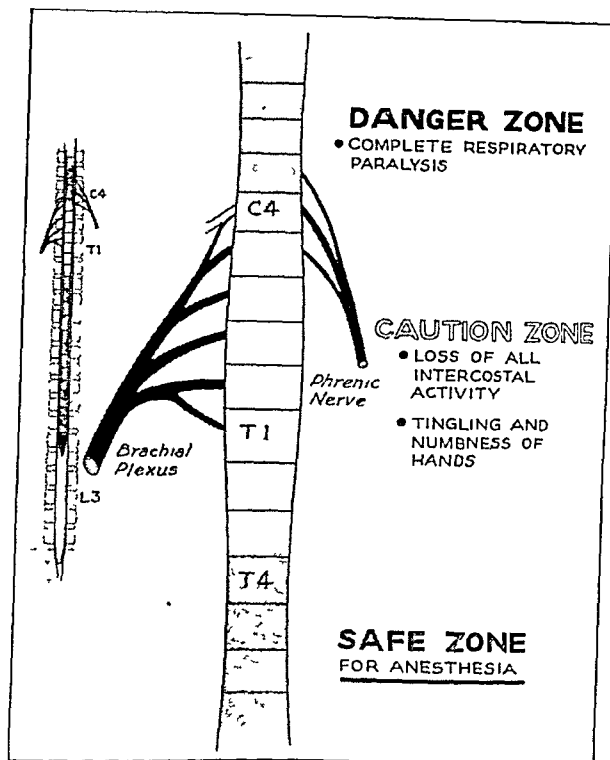 DANGER ZONE
• COMPLETE RESPIRATORY
PARALYSIS
C4
C4
T1
CAUTION ZONE
• LOSS OF ALL
INTERCOSTAL
ACTIVITY
• TINGLING AND
NUMBNESS OF
HANDS
Phrenic
Nerve
T1
Brachial
Plexus
L3
T4
SAFE ZONE
FOR ANESTHESIA